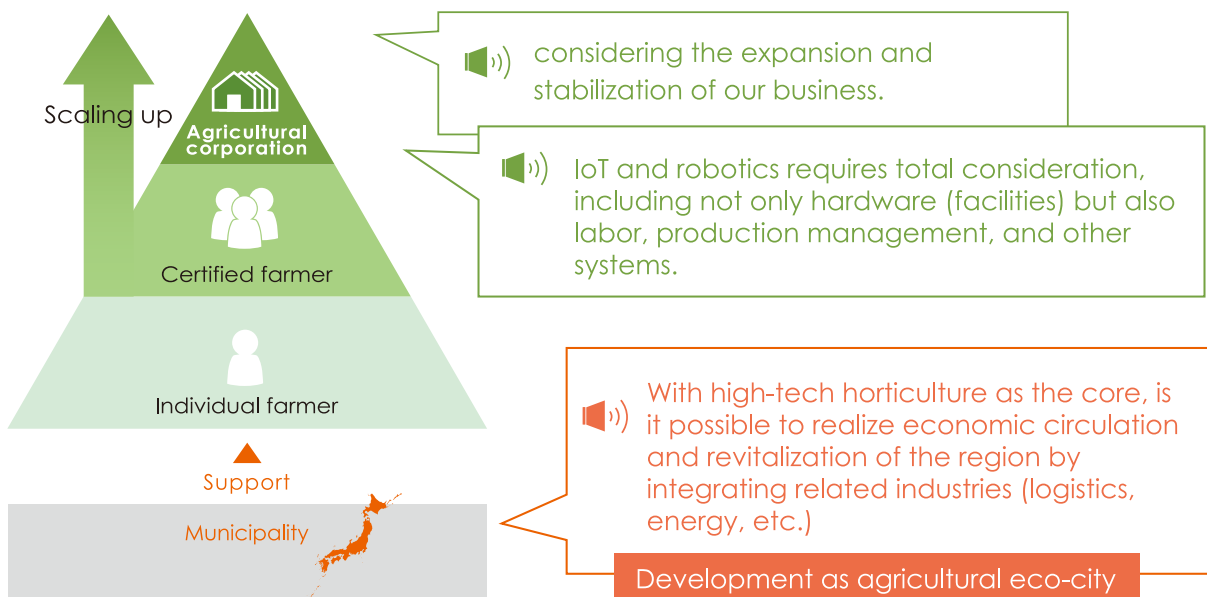 Scaling up
Agricultural
corporation
Certified farmer
Individual farmer
Support
Municipality
considering the expansion and
stabilization of our business.
IoT and robotics requires total consideration,
including not only hardware (facilities) but also
labor, production management, and other
systems.
With high-tech horticulture as the core, is
it possible to realize economic circulation
and revitalization of the region by
integrating related industries (logistics,
energy, etc.)
Development as agricultural eco-city